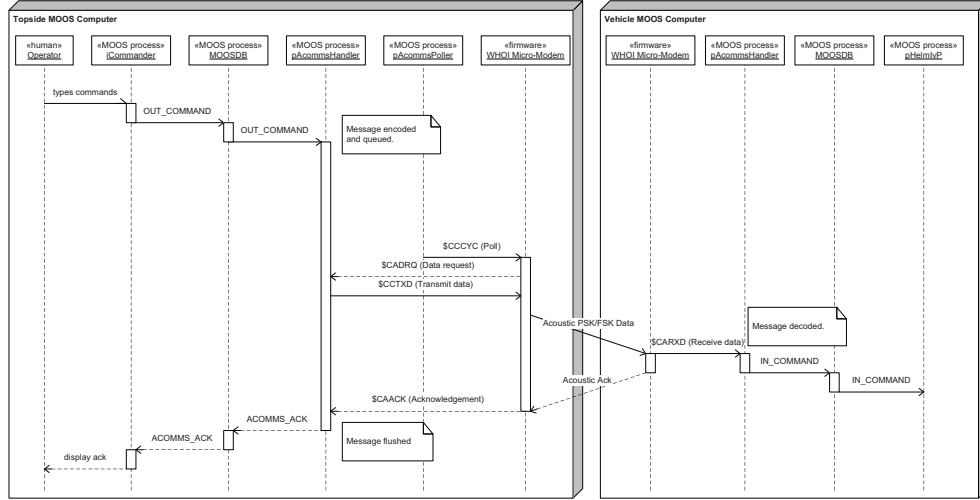 Topside MOOS Computer
Vehicle MOOS Computer
«human»
Operator
«MOOS process»
iCommander
«MOOS process»
MOOSDB
«MOOS process»
pAcommsHandler
«MOOS process»
pAcommsPoller
«firmware»
WHOI Micro-Modem
«firmware»
WHOI Micro-Modem
«MOOS process»
pAcommsHandler
«MOOS process»
MOOSDB
«MOOS process»
pHelmIvP
types commands
OUT_COMMAND
OUT_COMMAND
Message encoded
and queued.
$CCCYC (Poll)
$CADRQ (Data request)
$CCTXD (Transmit data)
Acoustic PSK/FSK Data
Message decoded.
$CARXD (Receive data)
IN_COMMAND
IN_COMMAND
Acoustic Ack
$CAACK (Acknowledgement)
ACOMMS_ACK
Message flushed
ACOMMS_ACK
display ack